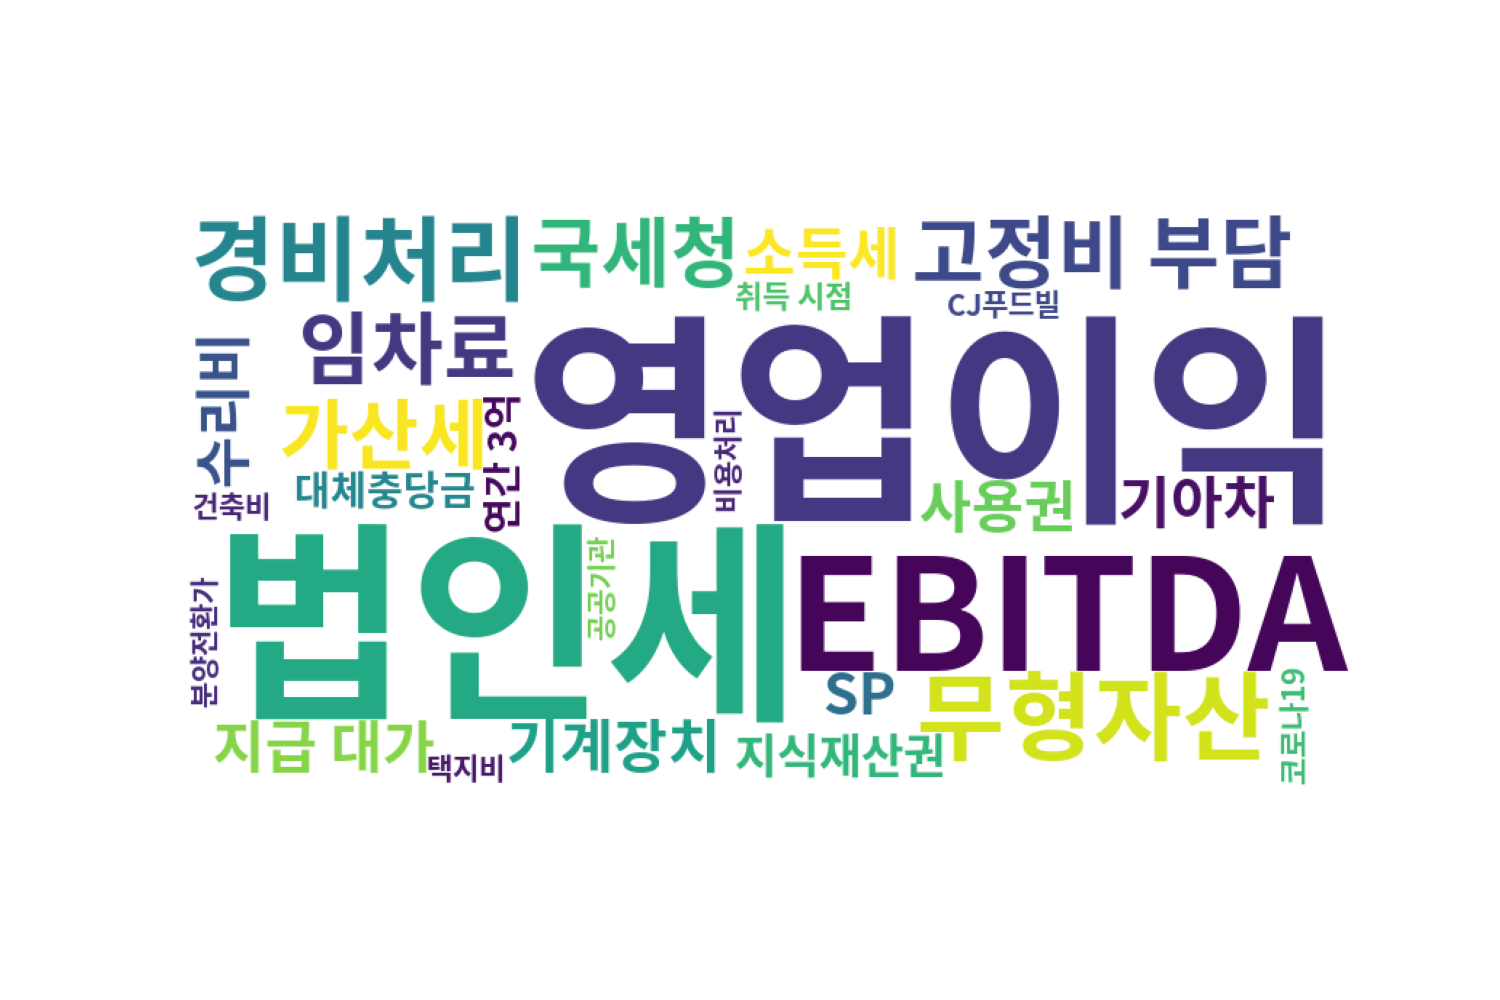 경비처리
국세청
소득세
고정비 부담
취득 시점
CJ푸드빌
임차료
영업이익
수리비
가산세
연간 3억
비용처리
대체충당금
건축비
사용권
기아차
법인세
공공기관
EBITDA
분양전환가
SP
무형자산
코로나19
지급 대가
택지비
기계장치
지식재산권